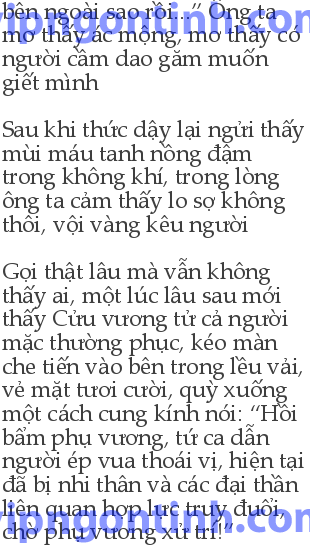 bên ngoài sao rồi...” Ông ta
mơ thấy ác mộng, mơ thấy có
người cầm dao găm muốn
giết mình
Sau khi thức dậy lại ngửi thấy
mùi máu tanh nồng đậm
trong không khí, trong lòng
ông ta cảm thấy lo sợ không
thôi, vội vàng kêu người
Gọi thật lâu mà vẫn không
thấy ai, một lúc lâu sau mới
thấy Cửu vương tử cả người
mặc thường phục, kéo màn
che tiến vào bên trong lều vải,
vẻ mặt tươi cười, quỳ xuống
một cách cung kính nói: “Hồi
bẩm phụ vương, tứ ca dẫn
người ép vua thoái vị, hiện tại
đã bị nhi thân và các đại thần
liên quan hợp lực truy đuổi,
chờ phụ vương xử trí!”
vipngontinh.com